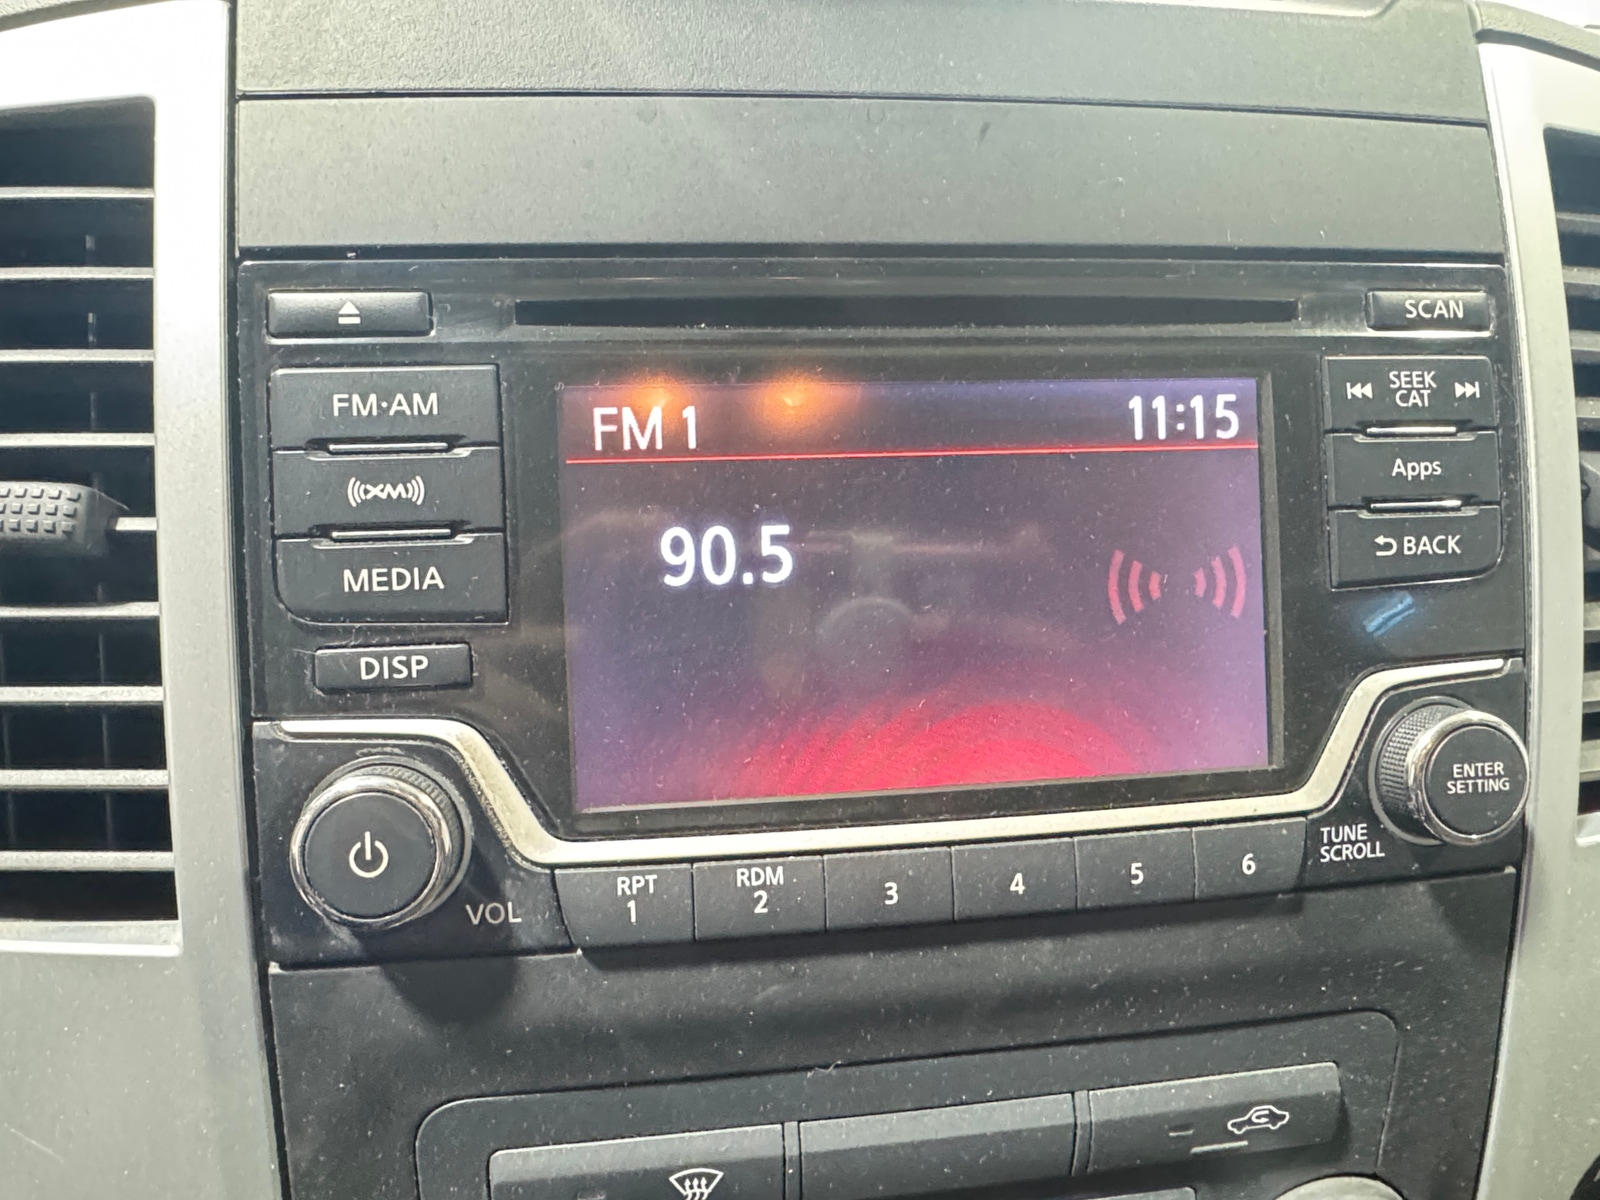 SCAN
FM·AM
SEEK
CAT
FM 1
11:15
Apps
XM
90.5
BACK
MEDIA
DISP
ENTER
SETTING
TUNE
SCROLL
VOL
RPT
1
RDM
2
3
4
5
6